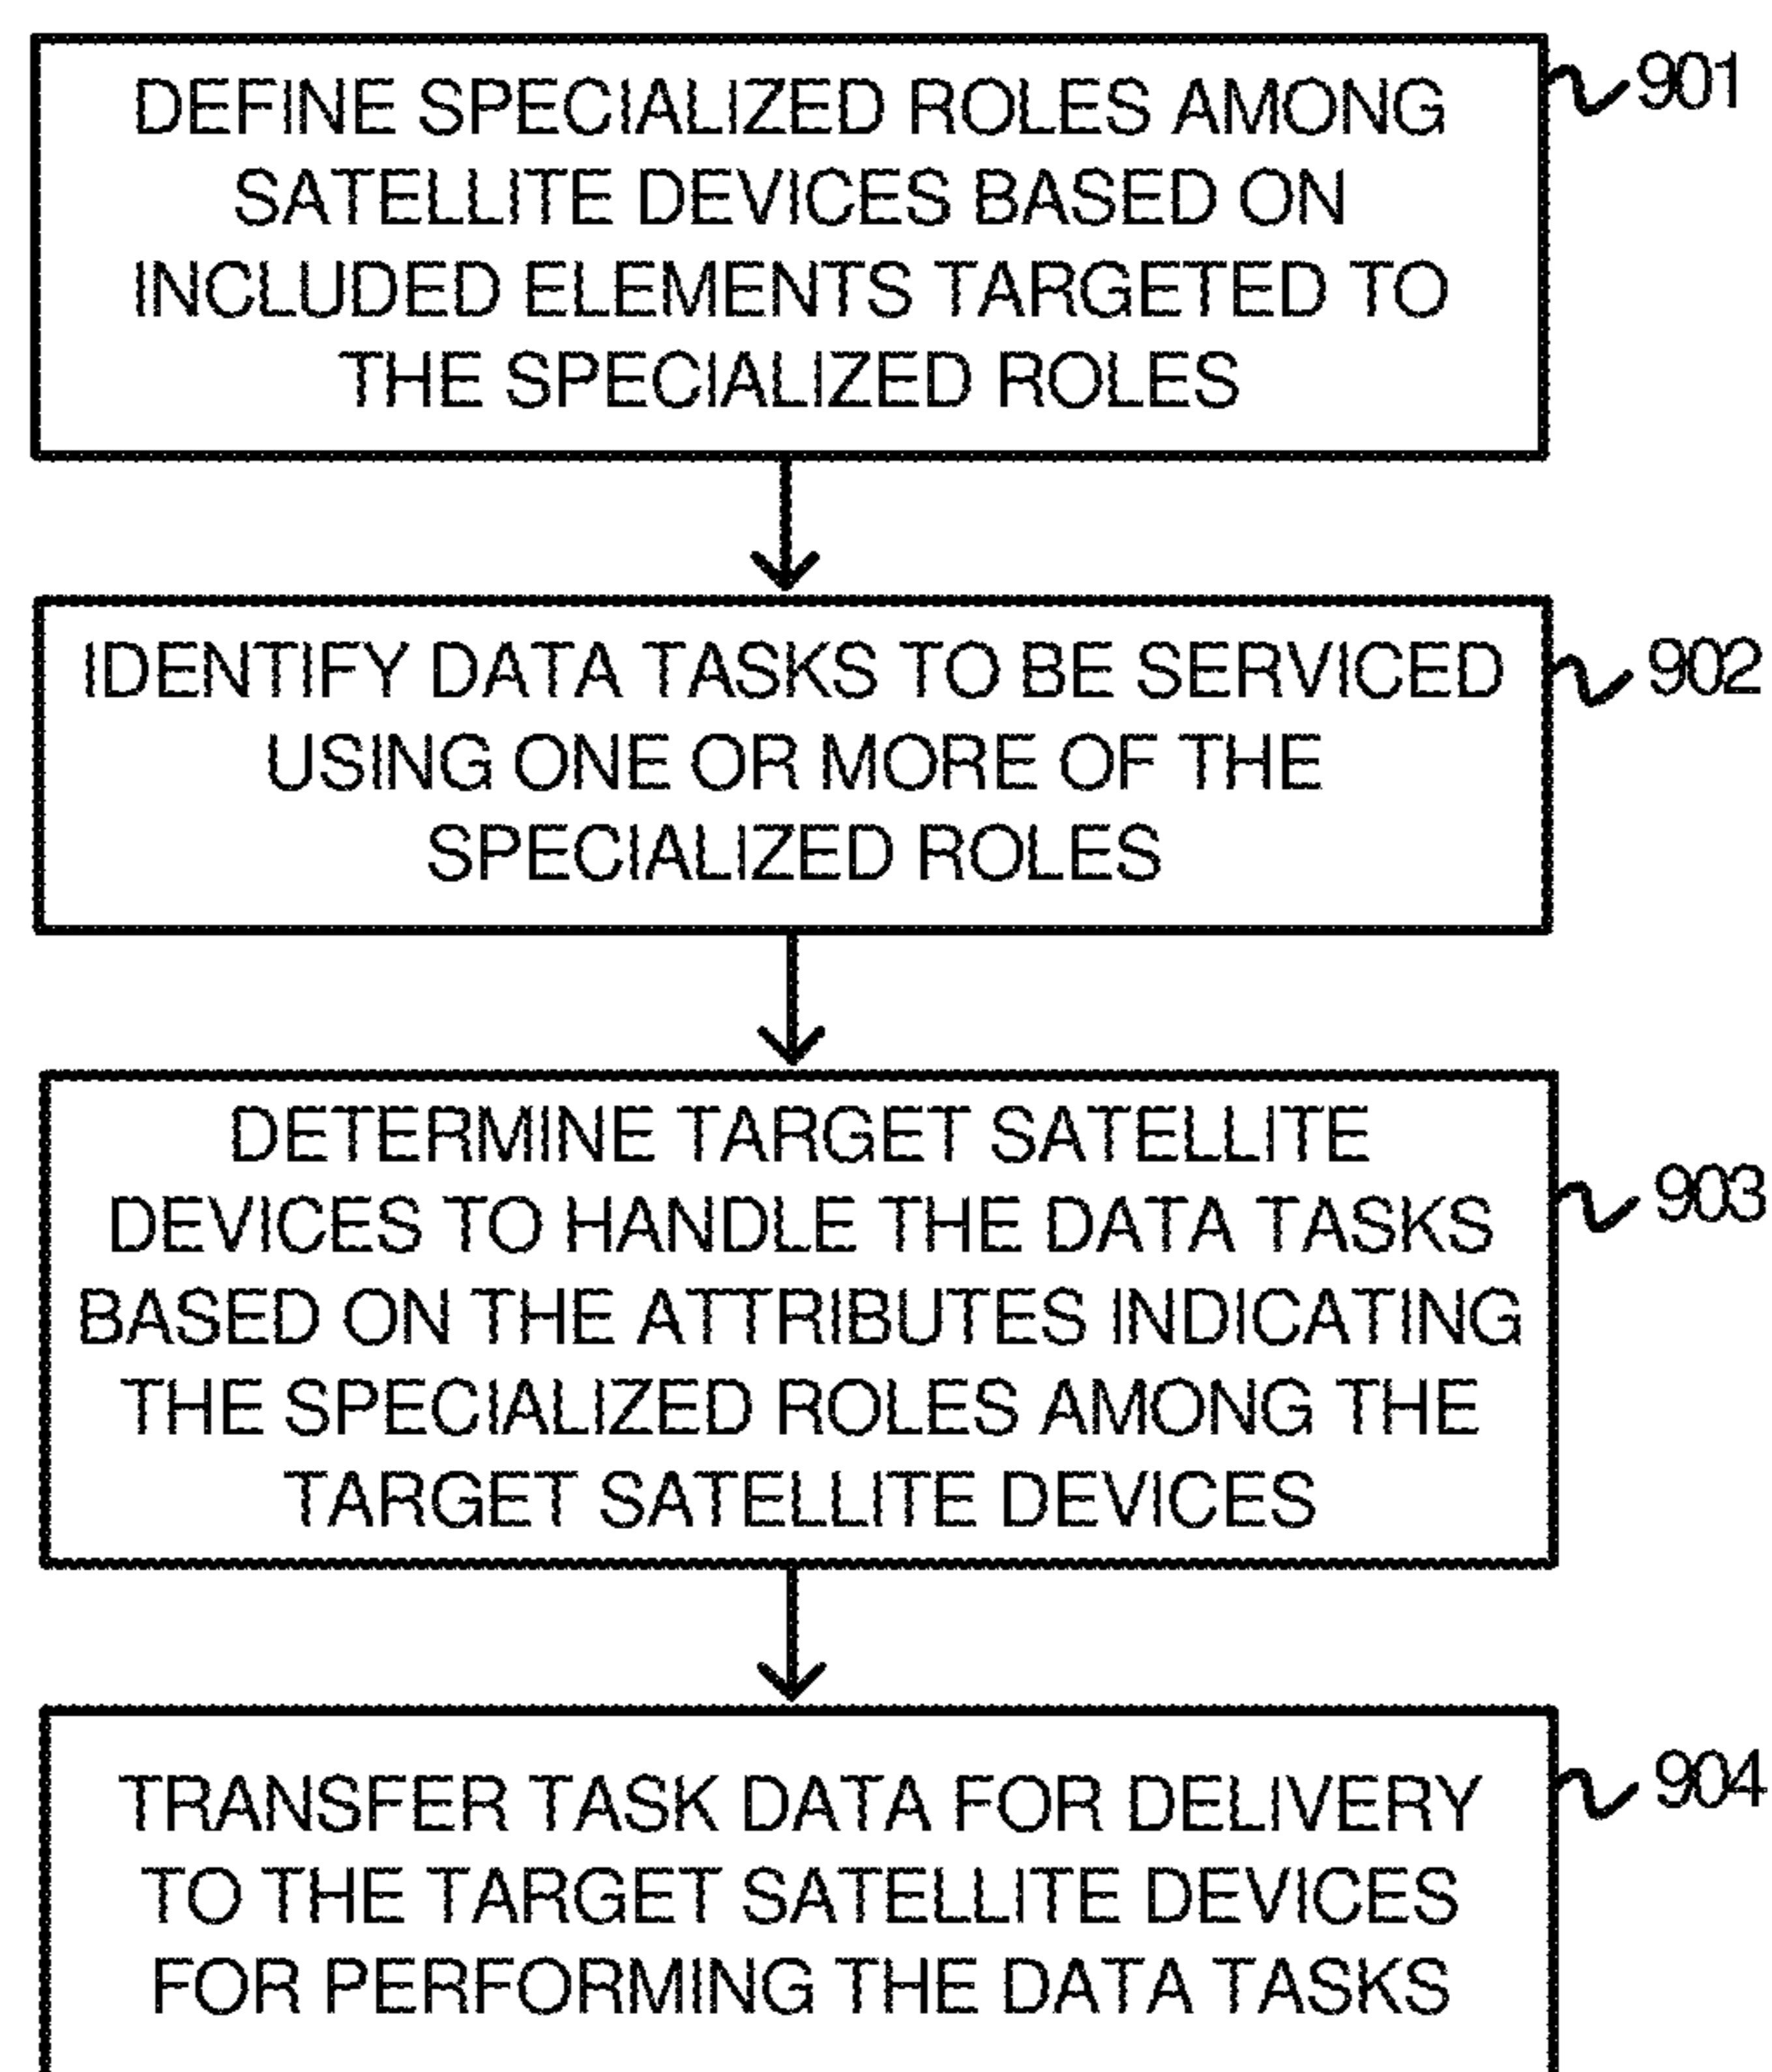 DEFINE SPECIALIZED ROLES AMONG
SATELLITE DEVICES BASED ON
INCLUDED ELEMENTS TARGETED TO
THE SPECIALIZED ROLES
901
IDENTIFY DATA TASKS TO BE SERVICED
USING ONE OR MORE OF THE
SPECIALIZED ROLES
902
DETERMINE TARGET SATELLITE
DEVICES TO HANDLE THE DATA TASKS
BASED ON THE ATTRIBUTES INDICATING
THE SPECIALIZED ROLES AMONG THE
TARGET SATELLITE DEVICES
903
TRANSFER TASK DATA FOR DELIVERY
TO THE TARGET SATELLITE DEVICES
FOR PERFORMING THE DATA TASKS
904